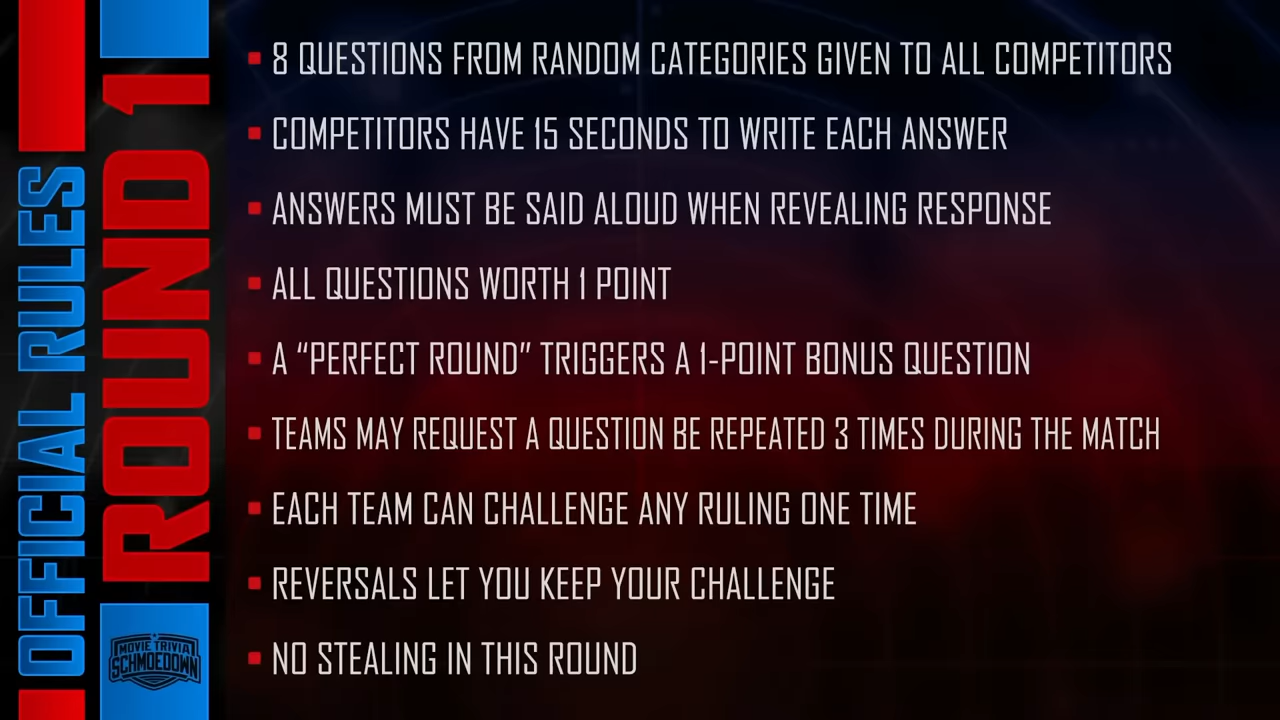 OFFICIAL RULES
ROUND 1
8 QUESTIONS FROM RANDOM CATEGORIES GIVEN TO ALL COMPETITORS
COMPETITORS HAVE 15 SECONDS TO WRITE EACH ANSWER
ANSWERS MUST BE SAID ALOUD WHEN REVEALING RESPONSE
ALL QUESTIONS WORTH 1 POINT
A “PERFECT ROUND” TRIGGERS A 1-POINT BONUS QUESTION
TEAMS MAY REQUEST A QUESTION BE REPEATED 3 TIMES DURING THE MATCH
EACH TEAM CAN CHALLENGE ANY RULING ONE TIME
REVERSALS LET YOU KEEP YOUR CHALLENGE
NO STEALING IN THIS ROUND
MOVIE TRIVIA
SCHMOEDOWN